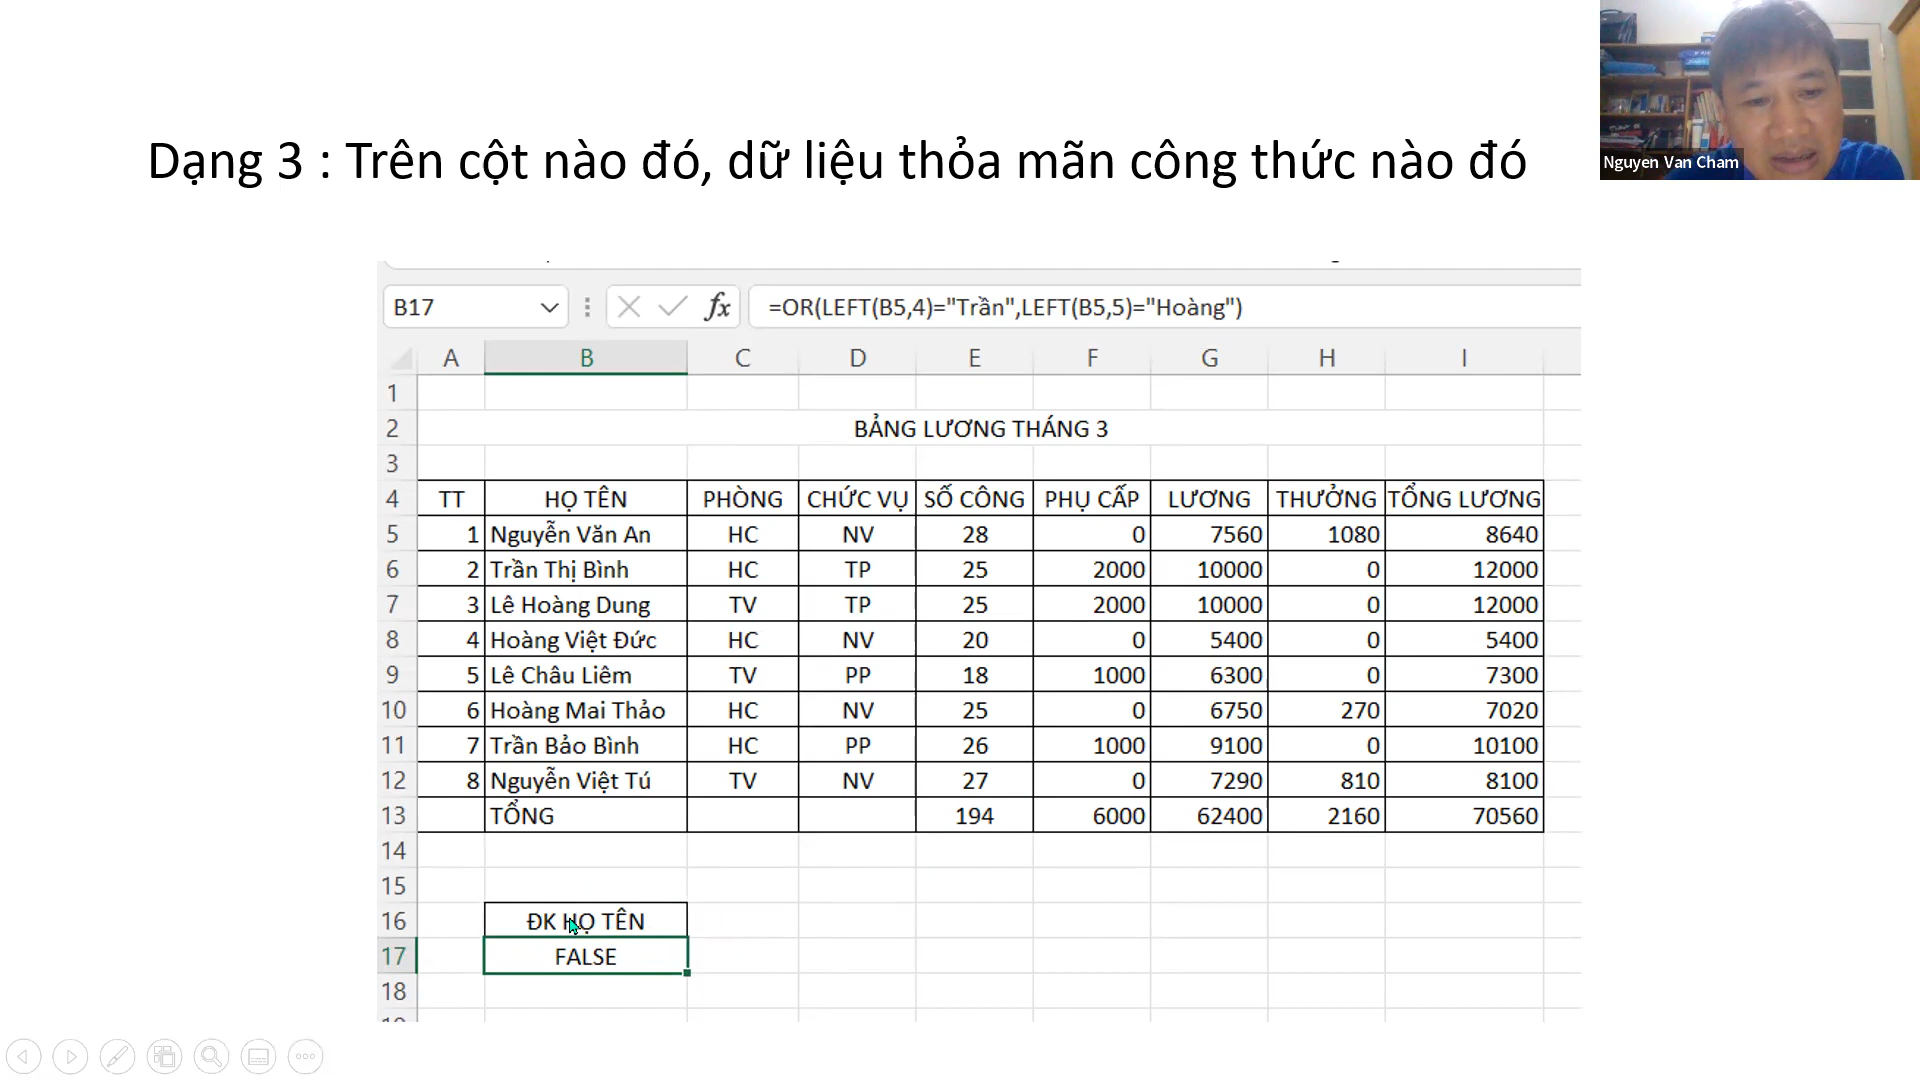 Dạng 3 : Trên cột nào đó, dữ liệu thỏa mãn công thức nào đó
Nguyen Van Cham
B17 fx =OR(LEFT(B5,4)="Trần",LEFT(B5,5)="Hoàng")
A B C D E F G H I
1
2 BẢNG LƯƠNG THÁNG 3
3
4 TT HỌ TÊN PHÒNG CHỨC VỤ SỐ CÔNG PHỤ CẤP LƯƠNG THƯỞNG TỔNG LƯƠNG
5 1 Nguyễn Văn An HC NV 28 0 7560 1080 8640
6 2 Trần Thị Bình HC TP 25 2000 10000 0 12000
7 3 Lê Hoàng Dung TV TP 25 2000 10000 0 12000
8 4 Hoàng Việt Đức HC NV 20 0 5400 0 5400
9 5 Lê Châu Liêm TV PP 18 1000 6300 0 7300
10 6 Hoàng Mai Thảo HC NV 25 0 6750 270 7020
11 7 Trần Bảo Bình HC PP 26 1000 9100 0 10100
12 8 Nguyễn Việt Tú TV NV 27 0 7290 810 8100
13 TỔNG 194 6000 62400 2160 70560
14
15
16 ĐK HỌ TÊN
17 FALSE
18